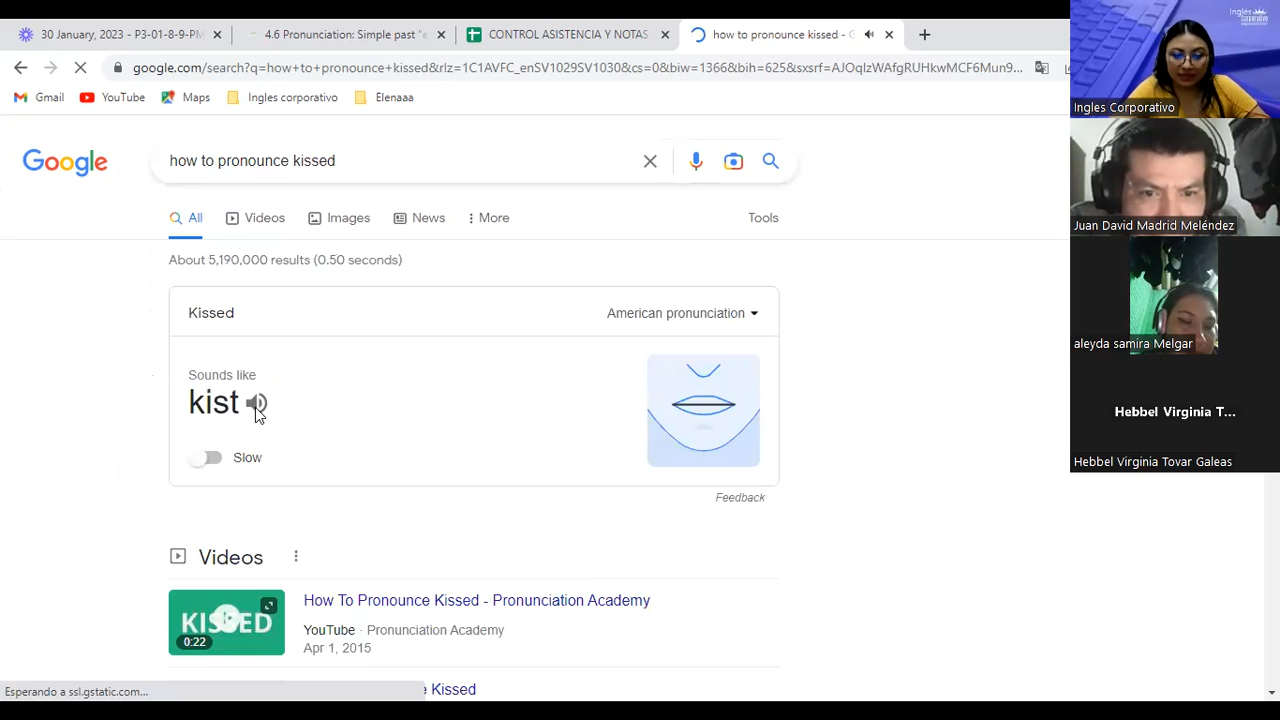 30 January, 2023 - P3-01-8-9-PM
4.6 Pronunciation: Simple past "e
CONTROL ASISTENCIA Y NOTAS
how to pronounce kissed - G
google.com/search?q=how+to+pronounce+kissed&rlz=1C1AVFC_enSV1029SV1030&cs=0&biw=1366&bih=625&sxsrf=AJOqlzWAfgRUHkwMCF6Mun9...
Gmail
YouTube
Maps
Ingles corporativo
Elenaaa
Google
how to pronounce kissed
All
Videos
Images
News
More
Tools
About 5,190,000 results (0.50 seconds)
Kissed
American pronunciation
Sounds like
kist
Slow
Feedback
Videos
KISSED
0:22
How To Pronounce Kissed - Pronunciation Academy
YouTube · Pronunciation Academy
Apr 1, 2015
e Kissed
Esperando a ssl.gstatic.com...
Ingles
Corporativo
Ingles Corporativo
Juan David Madrid Meléndez
aleyda samira Melgar
Hebbel Virginia T...
Hebbel Virginia Tovar Galeas